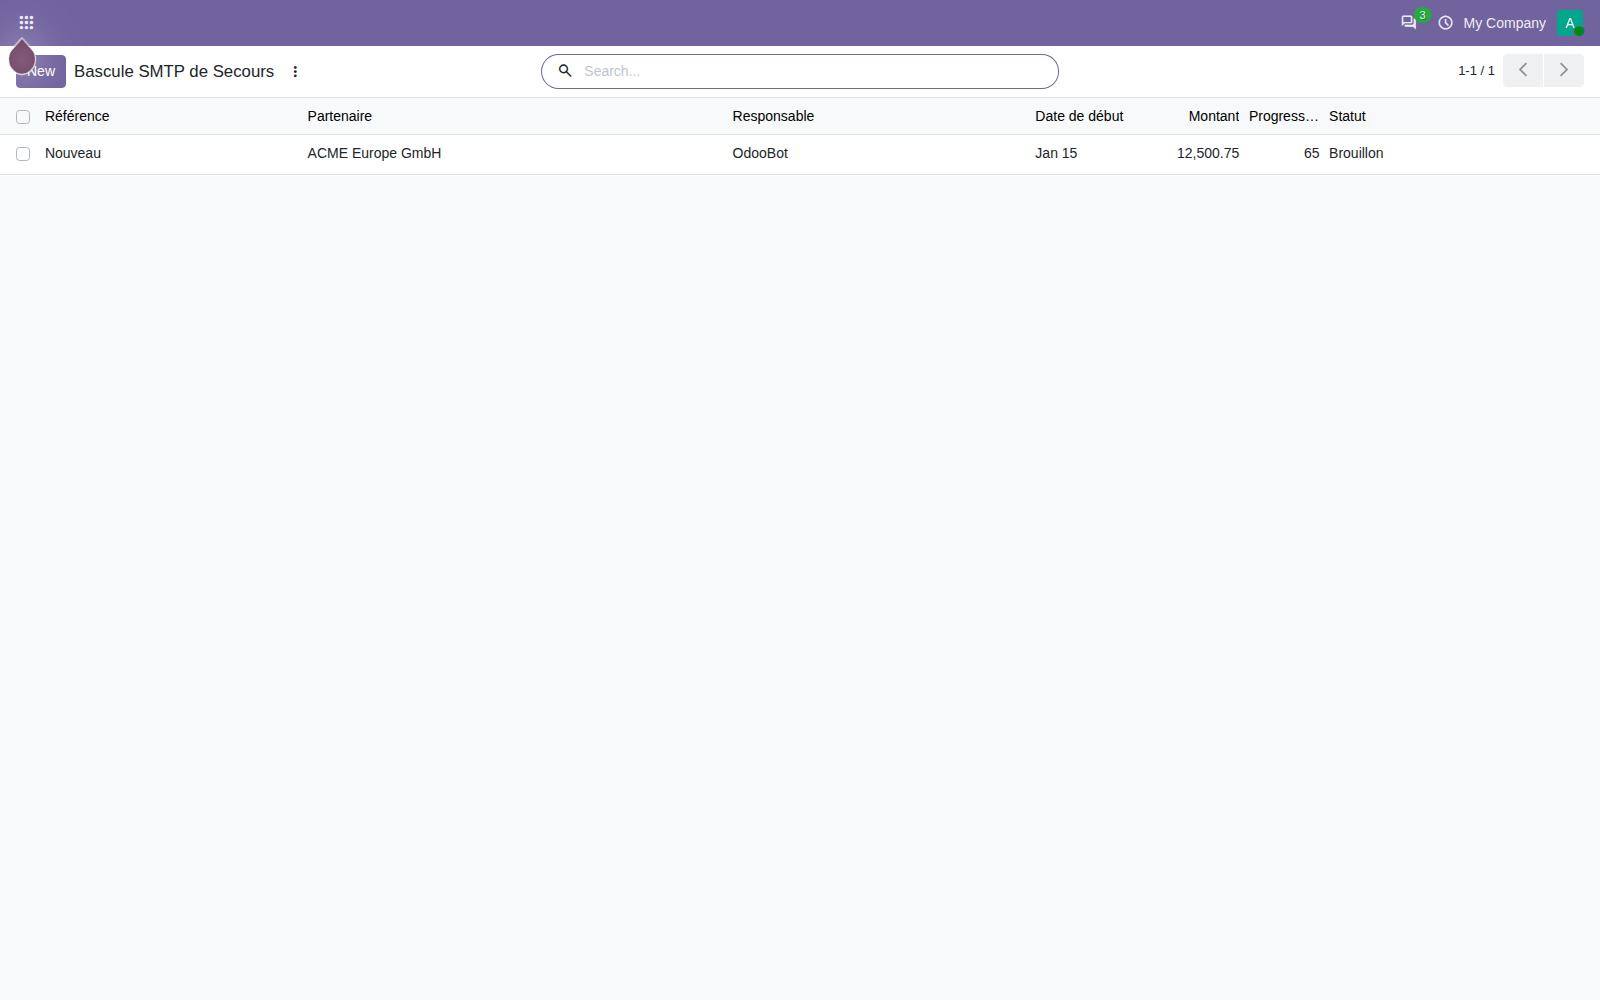 3
My Company
A
New
Bascule SMTP de Secours
Search...
1-1 / 1
Référence Partenaire Responsable Date de début Montant Progress… Statut
Nouveau ACME Europe GmbH OdooBot Jan 15 12,500.75 65 Brouillon